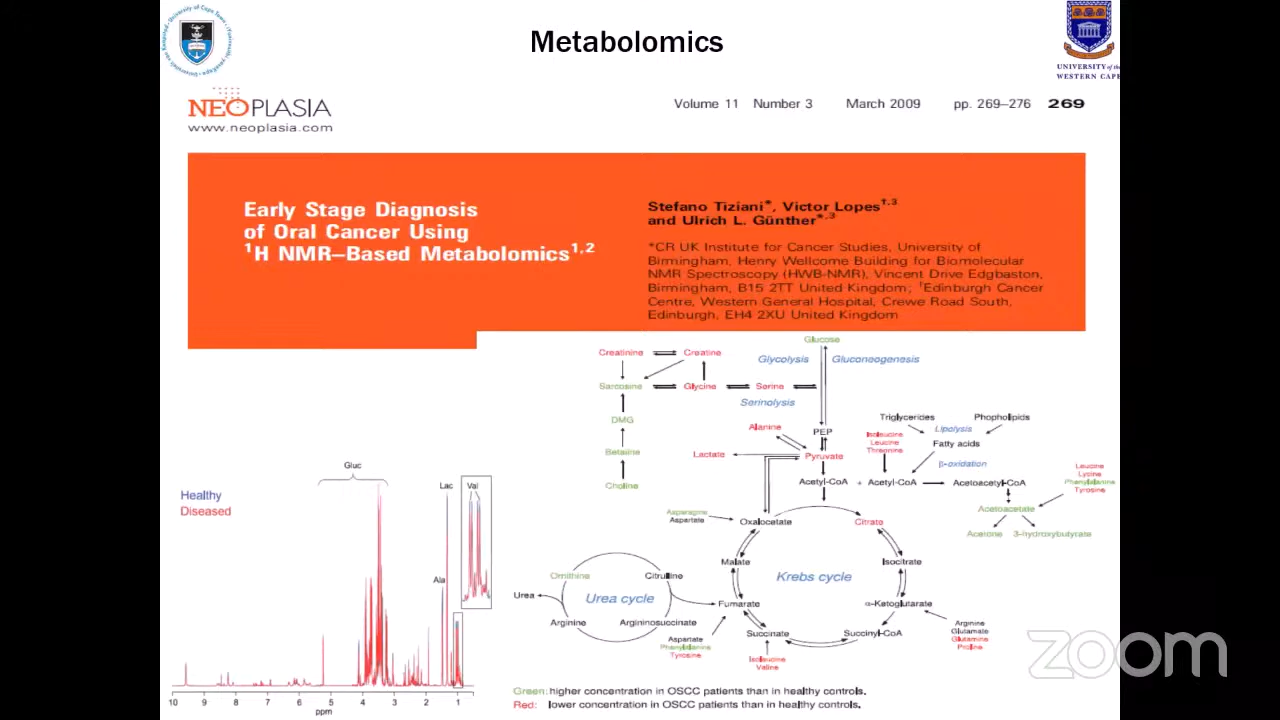 Metabolomics
UNIVERSITY of the
WESTERN CAPE
NEOPLASIA
www.neoplasia.com
Volume 11 Number 3 March 2009 pp. 269–276 269
Early Stage Diagnosis
of Oral Cancer Using
¹H NMR–Based Metabolomics¹,²
Stefano Tiziani*, Victor Lopes†,³
and Ulrich L. Günther*,³
*CR UK Institute for Cancer Studies, University of
Birmingham, Henry Wellcome Building for Biomolecular
NMR Spectroscopy (HWB-NMR), Vincent Drive Edgbaston,
Birmingham, B15 2TT United Kingdom; †Edinburgh Cancer
Centre, Western General Hospital, Crewe Road South,
Edinburgh, EH4 2XU United Kingdom
Healthy
Diseased
Gluc
Lac
Val
Ala
10 9 8 7 6 5 4 3 2 1
ppm
Glucose
Creatinine
Creatine
Glycolysis
Gluconeogenesis
Sarcosine
Glycine
Serine
Serinolysis
DMG
Alanine
PEP
Betaine
Lactate
Pyruvate
Choline
Acetyl-CoA + Acetyl-CoA
Acetoacetyl-CoA
Triglycerides
Phopholipids
Lipolysis
Fatty acids
β-oxidation
Isoleucine
Leucine
Threonine
Leucine
Lycine
Phenylalanine
Tyrosine
Acetoacetate
Acetone
3-hydroxybutyrate
Asparagine
Aspartate
Oxalocetate
Citrate
Malate
Isocitrate
Krebs cycle
Fumarate
α-Ketoglutarate
Succinate
Succinyl-CoA
Arginine
Glutamate
Glutamine
Proline
Ornithine
Citrulline
Urea
Urea cycle
Arginine
Argininosuccinate
Aspartate
Phenylalanine
Tyrosine
Isoleucine
Valine
Green: higher concentration in OSCC patients than in healthy controls.
Red: lower concentration in OSCC patients than in healthy controls.
zoom